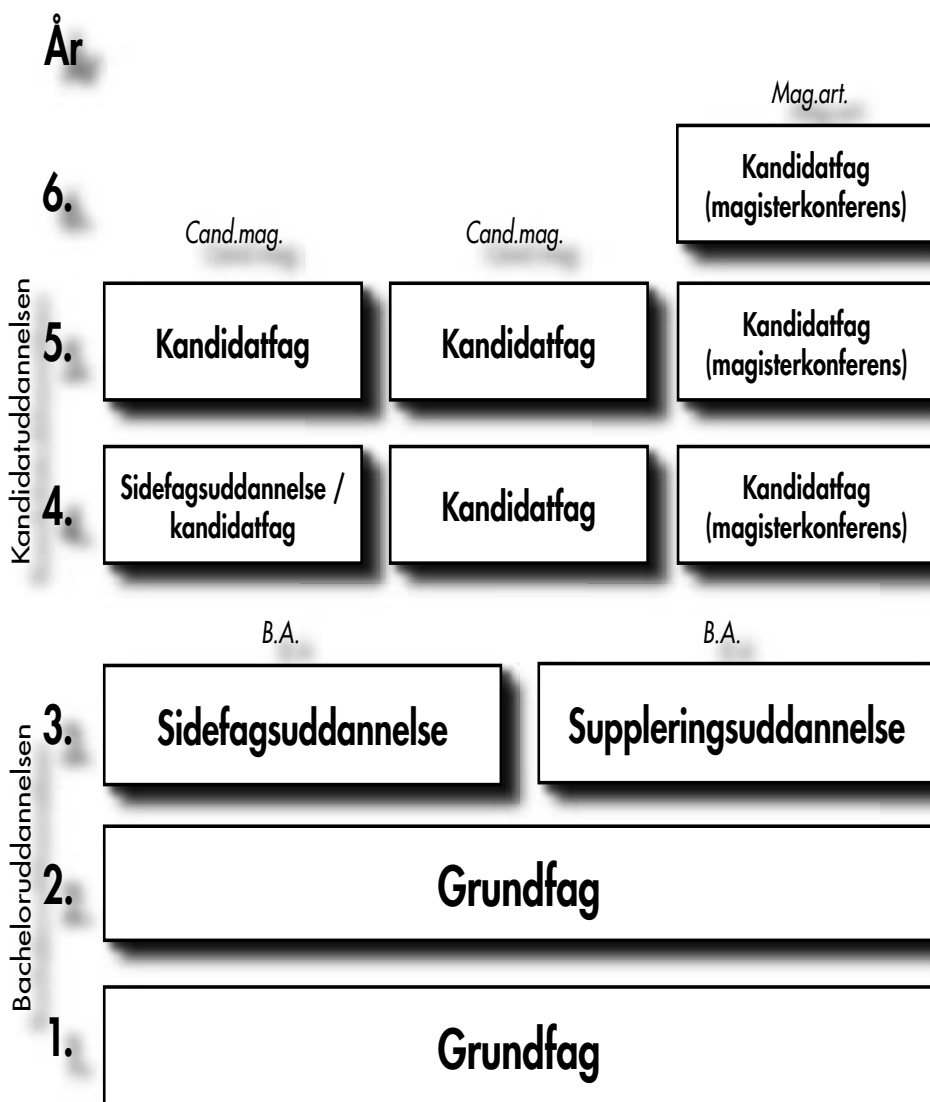 År
Mag.art.
6.
Kandidatfag
(magisterkonferens)
Cand.mag.
Cand.mag.
Kandidatuddannelsen
5.
Kandidatfag
Kandidatfag
Kandidatfag
(magisterkonferens)
4.
Sidefagsuddannelse /
kandidatfag
Kandidatfag
Kandidatfag
(magisterkonferens)
B.A.
B.A.
Bacheloruddannelsen
3.
Sidefagsuddannelse
Suppleringsuddannelse
2.
Grundfag
1.
Grundfag